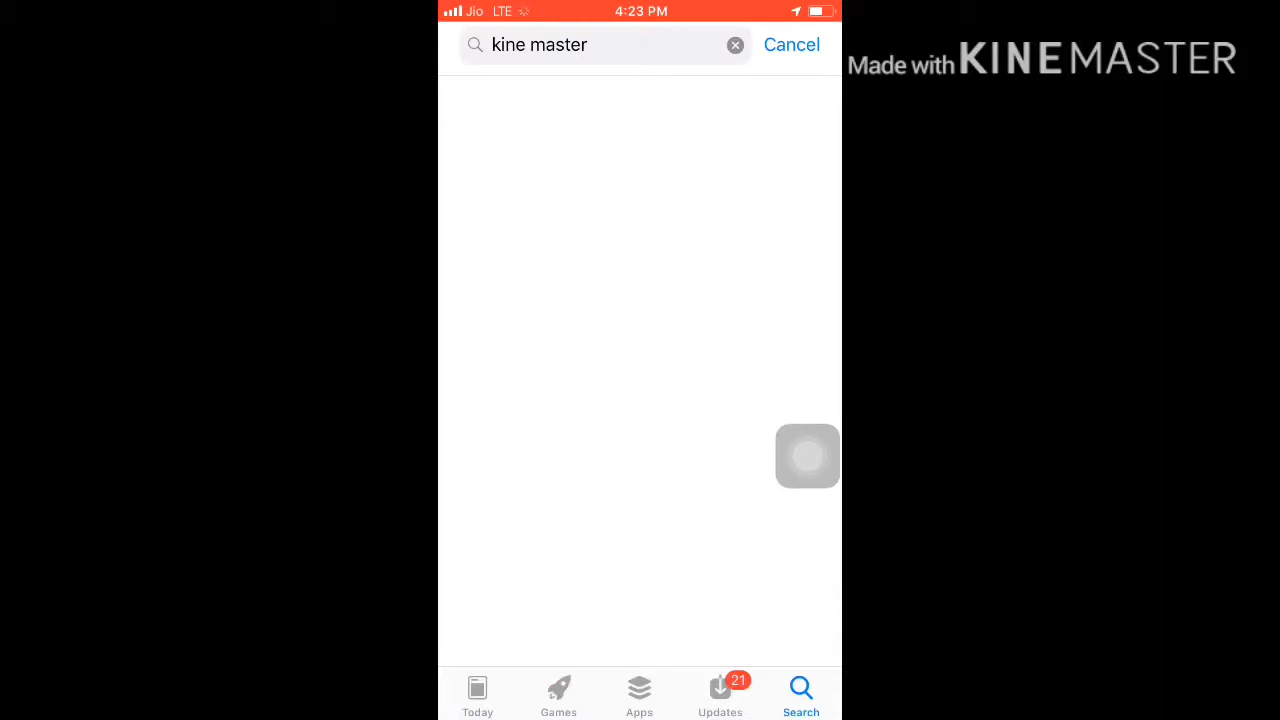 Jio LTE 4:23 PM
kine master Cancel
Made with KINEMASTER
21
Today Games Apps Updates Search